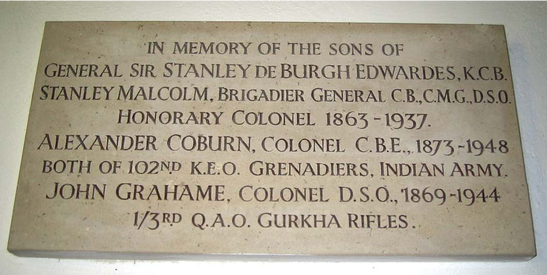 IN MEMORY OF THE SONS OF
GENERAL SIR STANLEY DE BURGH EDWARDES, K.C.B.
STANLEY MALCOLM, BRIGADIER GENERAL C.B., C.M.G., D.S.O.
HONORARY COLONEL 1863-1937.
ALEXANDER COBURN, COLONEL C.B.E., 1873-1948
BOTH OF 102ND K.E.O. GRENADIERS, INDIAN ARMY.
JOHN GRAHAME, COLONEL D.S.O., 1869-1944
1/3RD Q.A.O. GURKHA RIFLES.